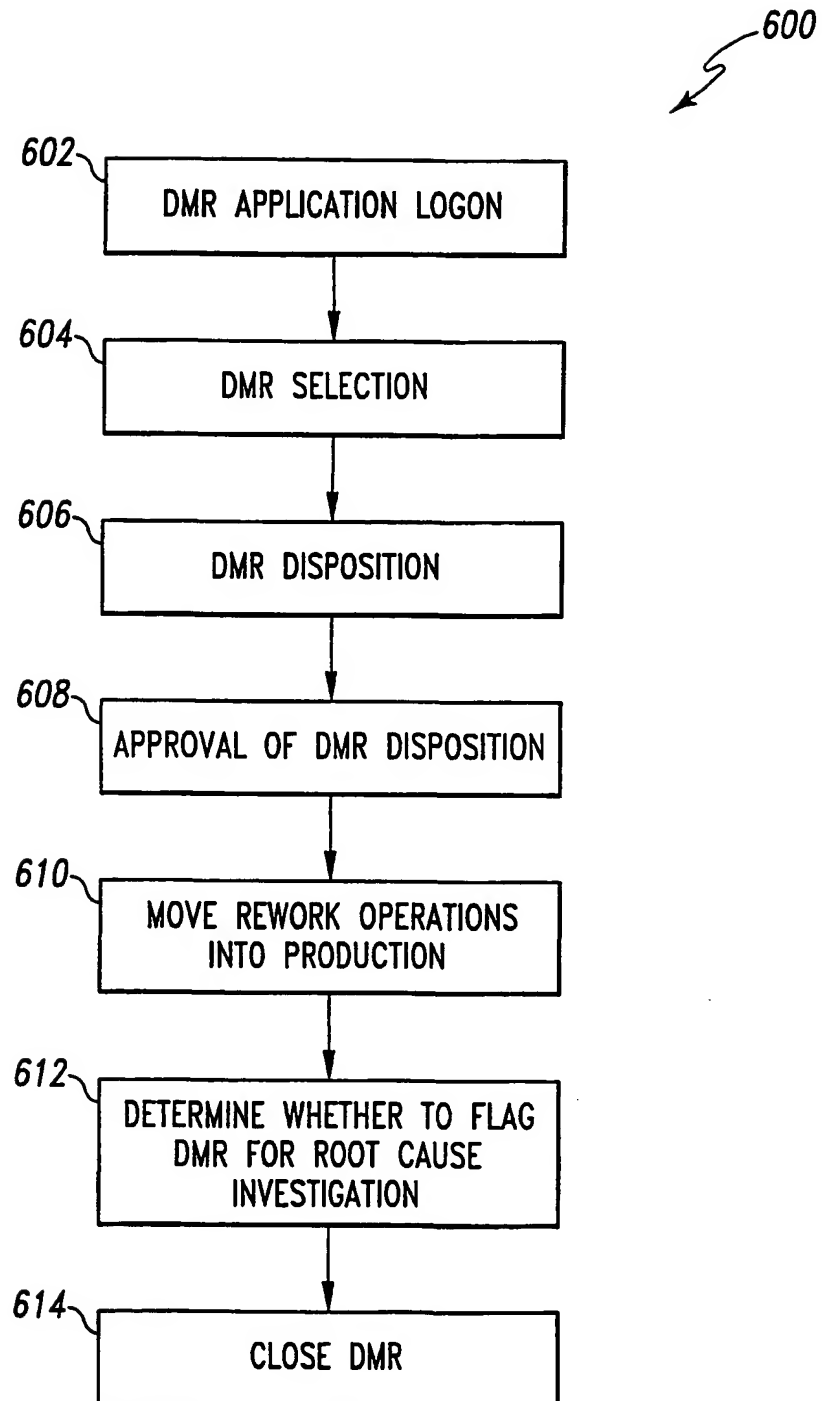 600
602
DMR APPLICATION LOGON
604
DMR SELECTION
606
DMR DISPOSITION
608
APPROVAL OF DMR DISPOSITION
610
MOVE REWORK OPERATIONS
INTO PRODUCTION
612
DETERMINE WHETHER TO FLAG
DMR FOR ROOT CAUSE
INVESTIGATION
614
CLOSE DMR